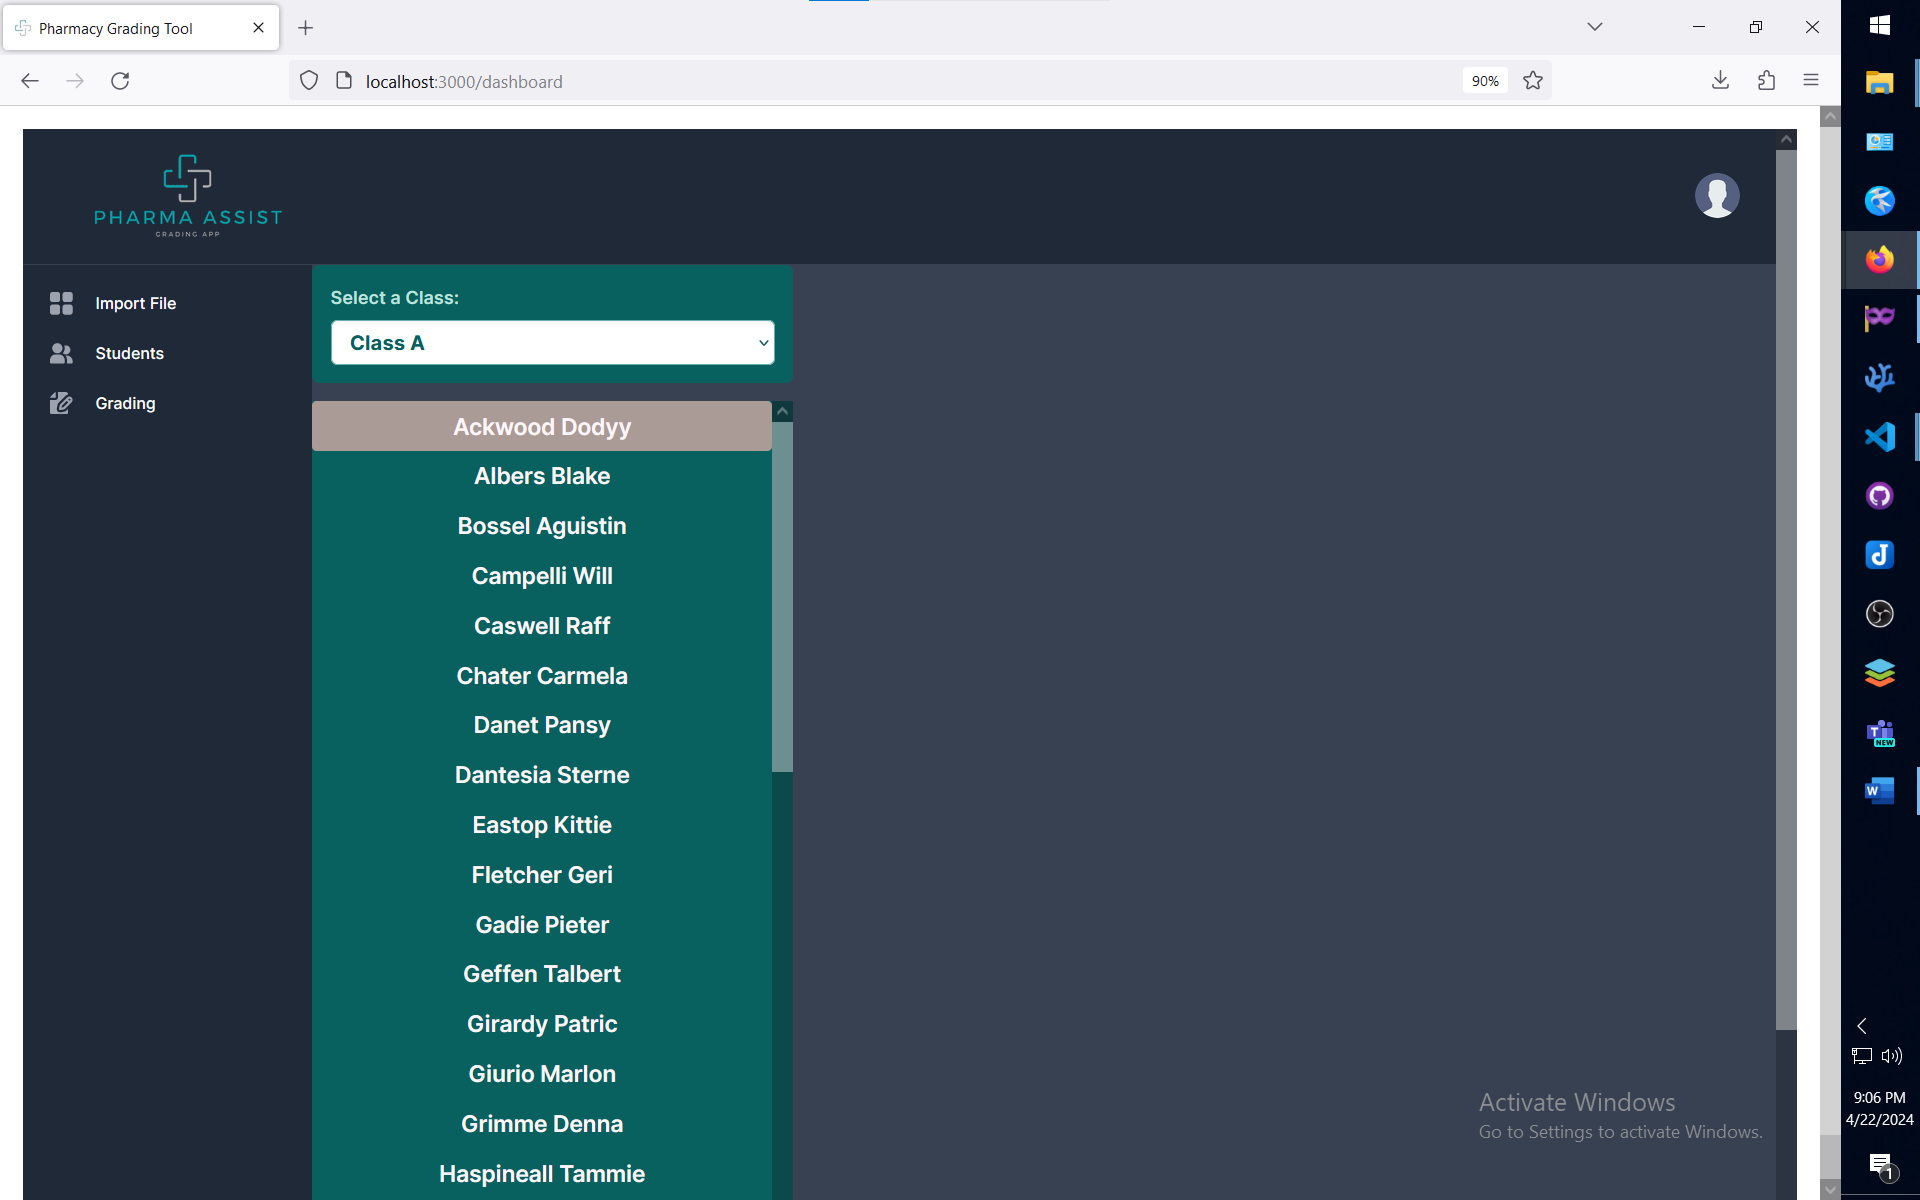 Pharmacy Grading Tool
localhost:3000/dashboard
90%
PHARMA ASSIST
GRADING APP
Import File
Students
Grading
Select a Class:
Class A
Ackwood Dodyy
Albers Blake
Bossel Aguistin
Campelli Will
Caswell Raff
Chater Carmela
Danet Pansy
Dantesia Sterne
Eastop Kittie
Fletcher Geri
Gadie Pieter
Geffen Talbert
Girardy Patric
Giurio Marlon
Grimme Denna
Haspineall Tammie
Activate Windows
Go to Settings to activate Windows.
T
NEW
W
9:06 PM
4/22/2024
1